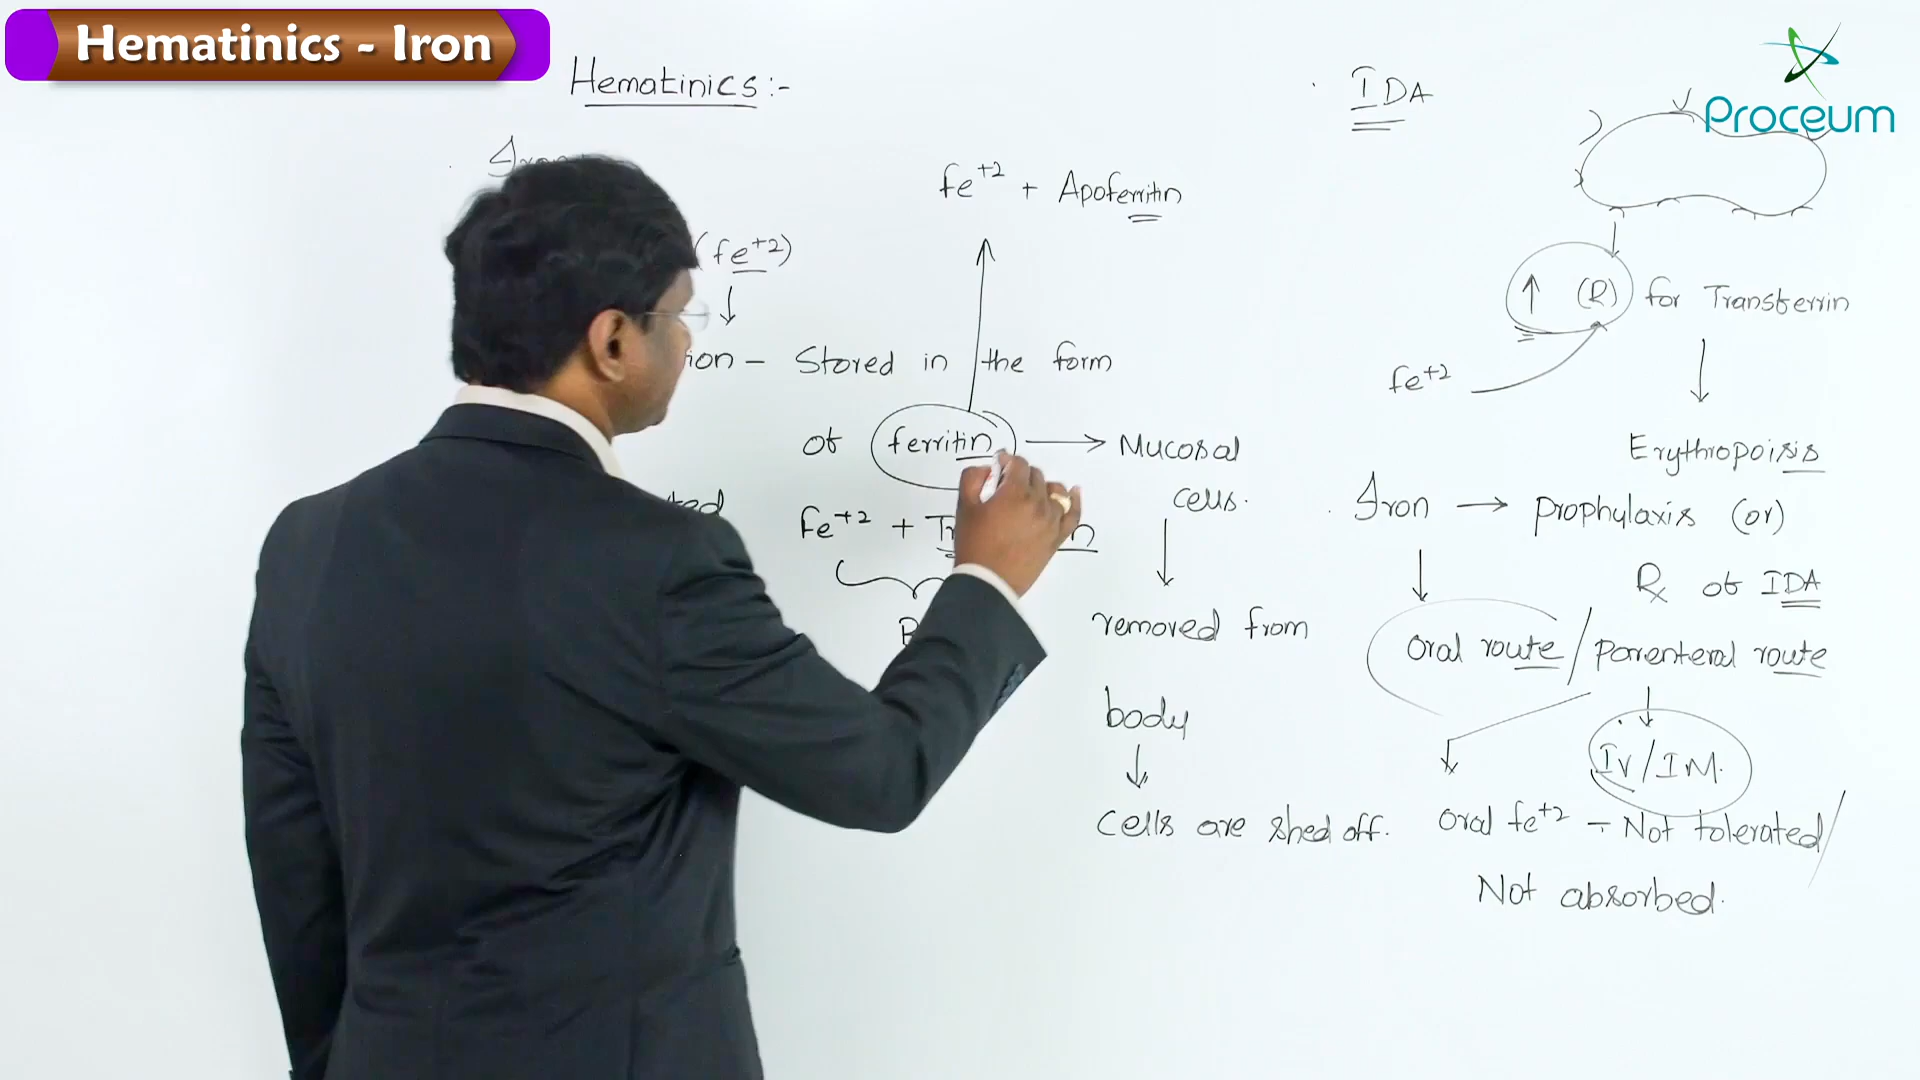 Hematinics - Iron
Proceum
Hematinics :-
Iron
(fe+2)
Stored in the form
of ferritin → Mucosal
cells.
fe+2 + Apoferritin
Fe+2 +
removed from
body
cells are shed off.
IDA
↑ (R) for Transferrin
fe+2
Erythropoisis
Iron → prophylaxis (or)
Rx of IDA
Oral route / Parenteral route
IV / IM.
Oral fe+2 - Not tolerated /
Not absorbed.